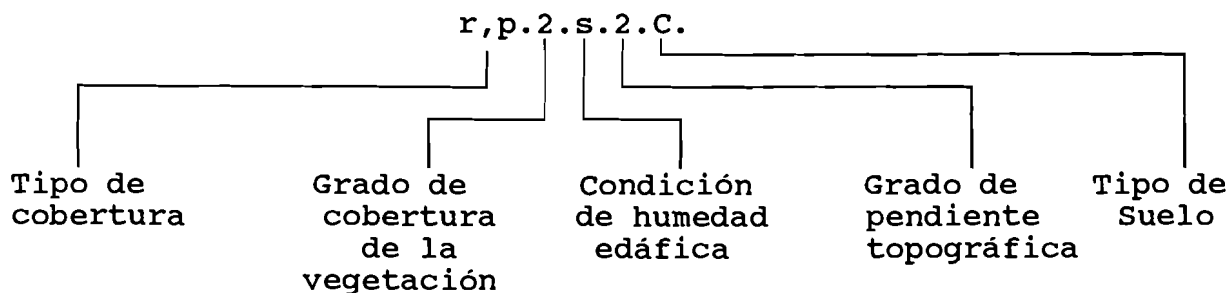 r,p.2.s.2.C.
Tipo de
cobertura
Grado de
cobertura
de la
vegetación
Condición
de humedad
edáfica
Grado de
pendiente
topográfica
Tipo de
Suelo